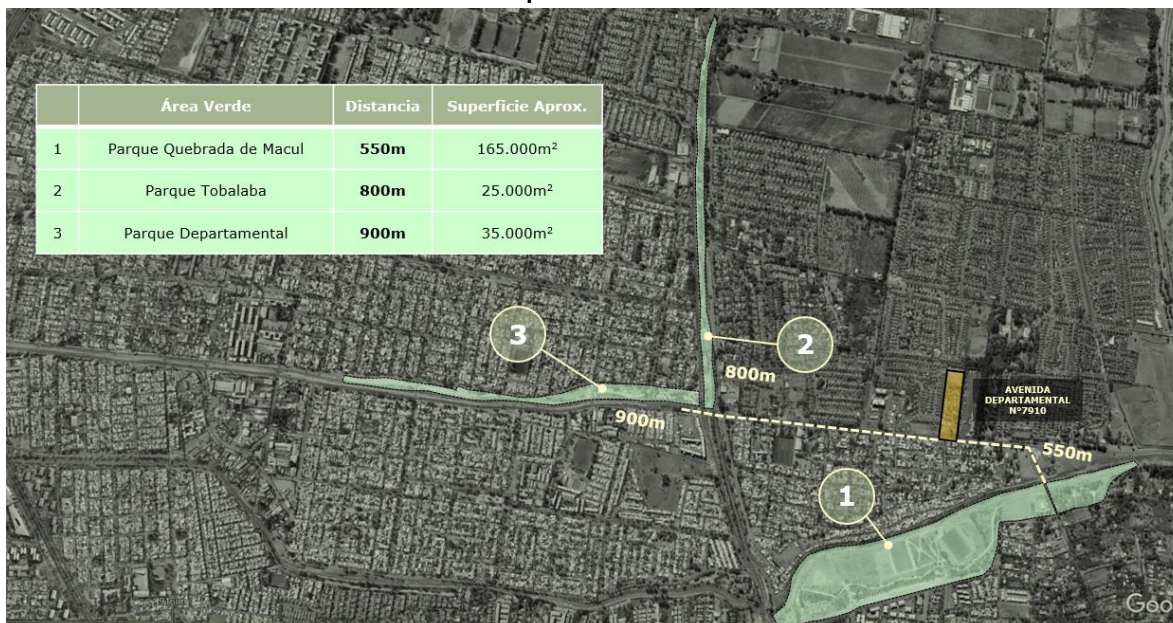 Área Verde Distancia Superficie Aprox.
1 Parque Quebrada de Macul 550m 165.000m²
2 Parque Tobalaba 800m 25.000m²
3 Parque Departamental 900m 35.000m²
3
2
800m
AVENIDA
DEPARTAMENTAL
N°7910
900m
550m
1
Goo